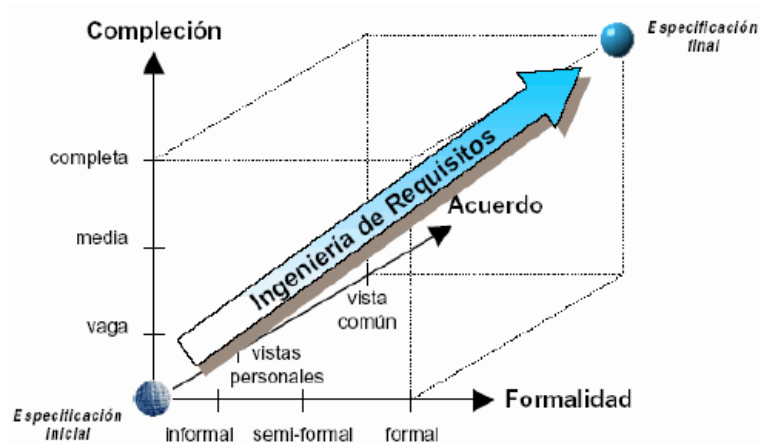 Compleción
Especificación
final
completa
Ingeniería de Requisitos
Acuerdo
media
vista
común
vaga
vistas
personales
Formalidad
Especificación
inicial
informal
semi-formal
formal